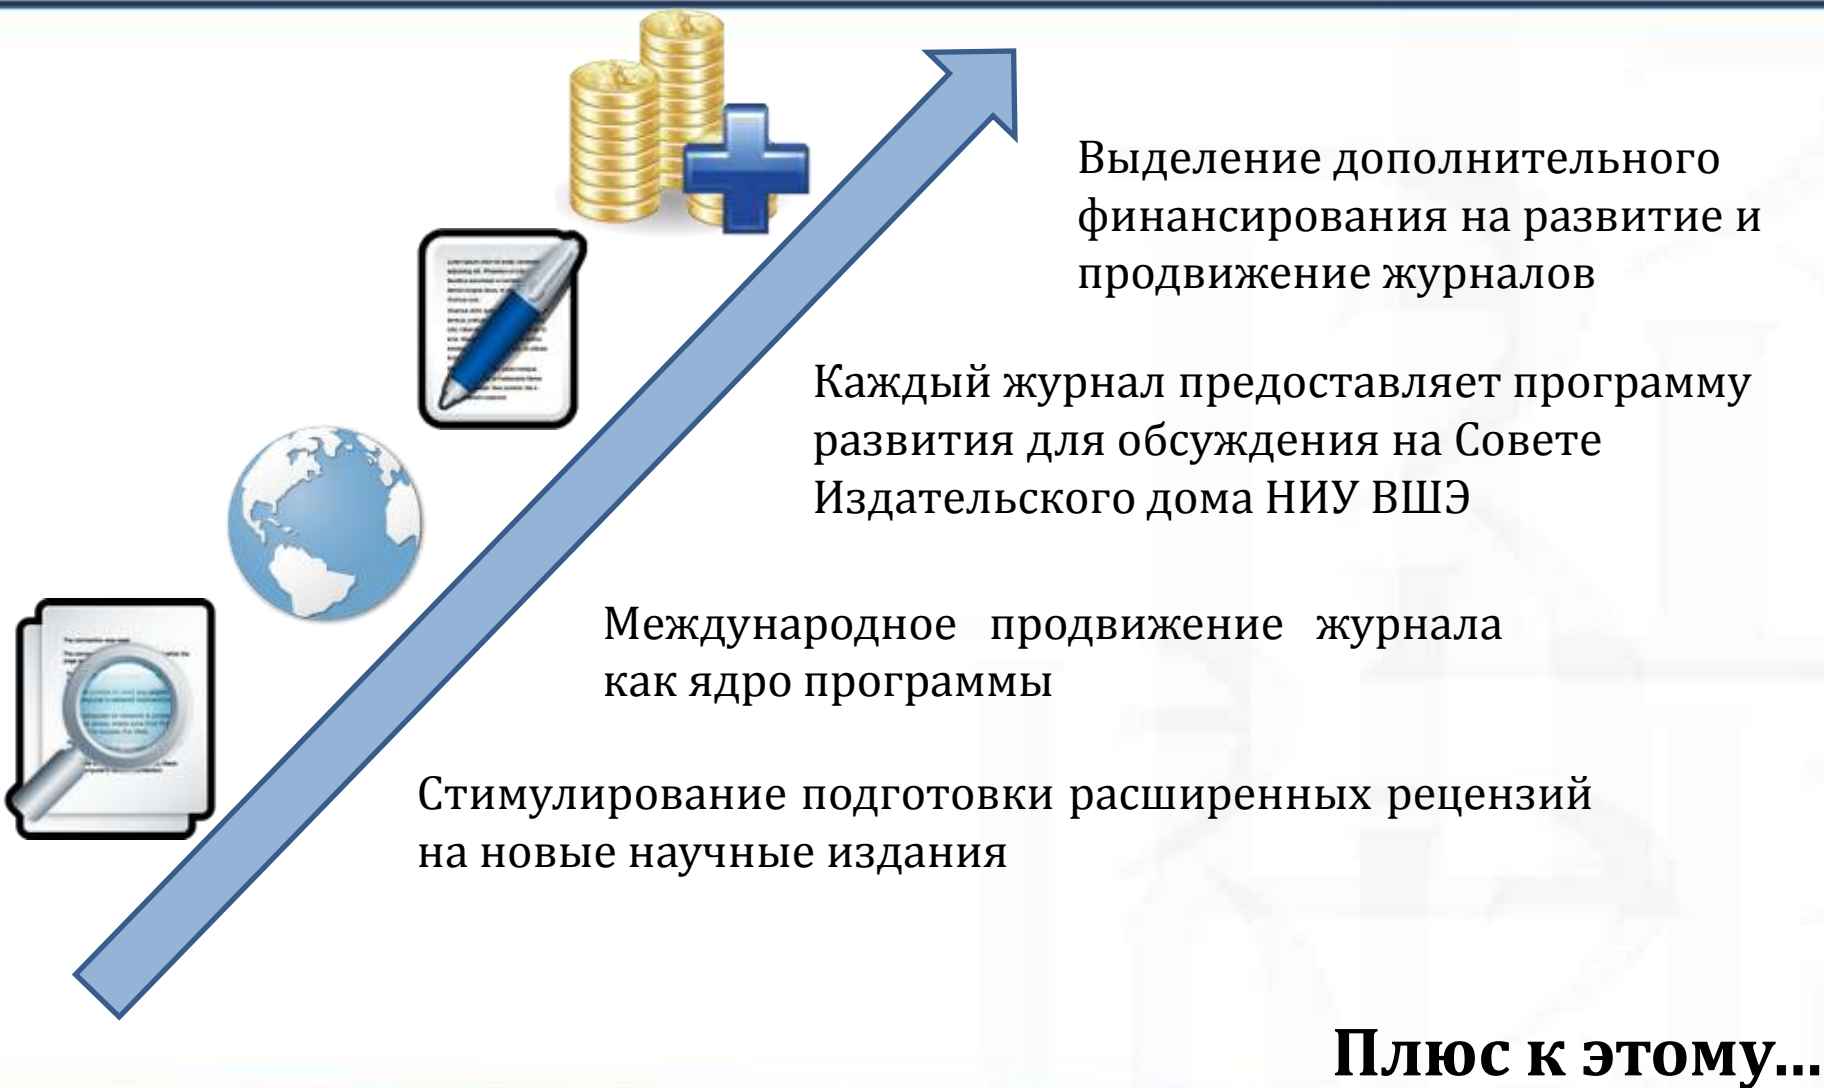 Выделение дополнительного
финансирования на развитие и
продвижение журналов
Каждый журнал предоставляет программу
развития для обсуждения на Совете
Издательского дома НИУ ВШЭ
Международное продвижение журнала
как ядро программы
Стимулирование подготовки расширенных рецензий
на новые научные издания
Плюс к этому...